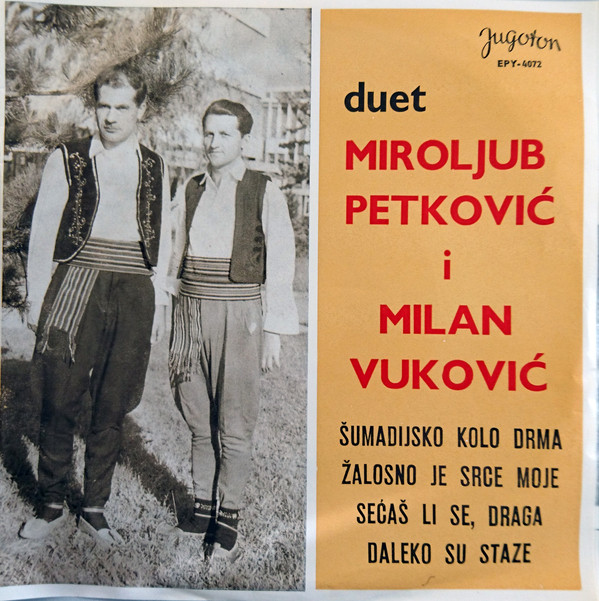 Jugoton
EPY-4072
duet
MIROLJUB
PETKOVIĆ
i
MILAN
VUKOVIĆ
ŠUMADIJSKO KOLO DRMA
ŽALOSNO JE SRCE MOJE
SEĆAŠ LI SE, DRAGA
DALEKO SU STAZE